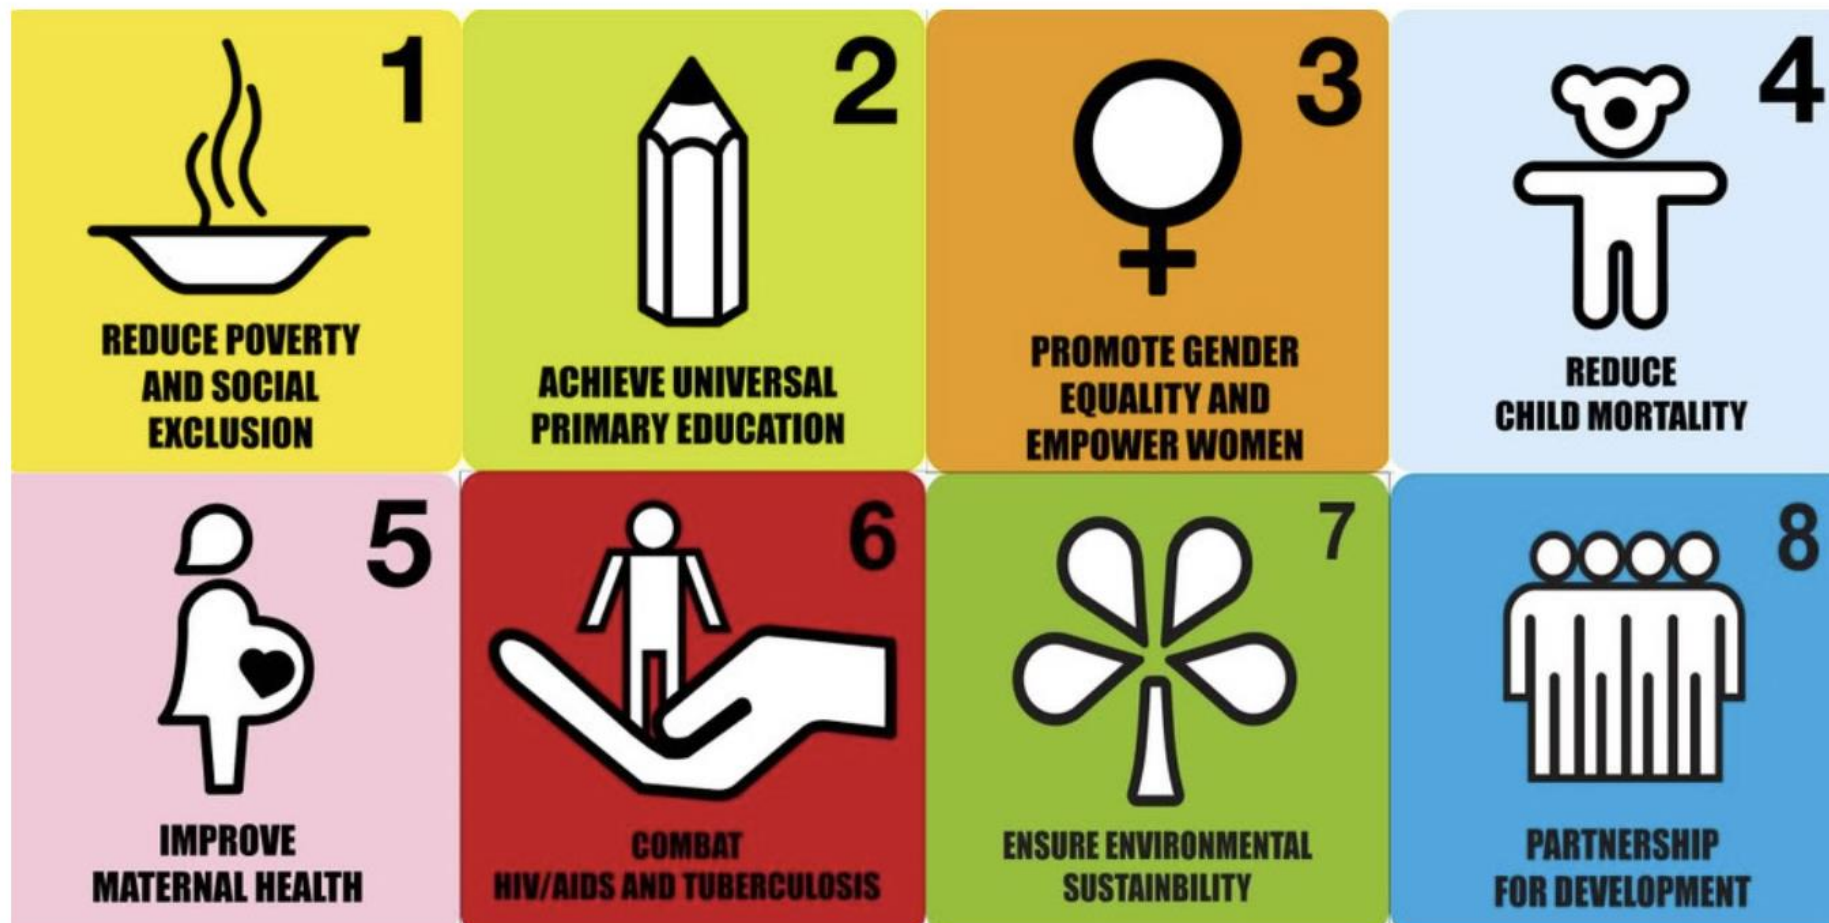 1
REDUCE POVERTY
AND SOCIAL
EXCLUSION
2
ACHIEVE UNIVERSAL
PRIMARY EDUCATION
3
PROMOTE GENDER
EQUALITY AND
EMPOWER WOMEN
4
REDUCE
CHILD MORTALITY
5
IMPROVE
MATERNAL HEALTH
6
COMBAT
HIV/AIDS AND TUBERCULOSIS
7
ENSURE ENVIRONMENTAL
SUSTAINBILITY
8
PARTNERSHIP
FOR DEVELOPMENT